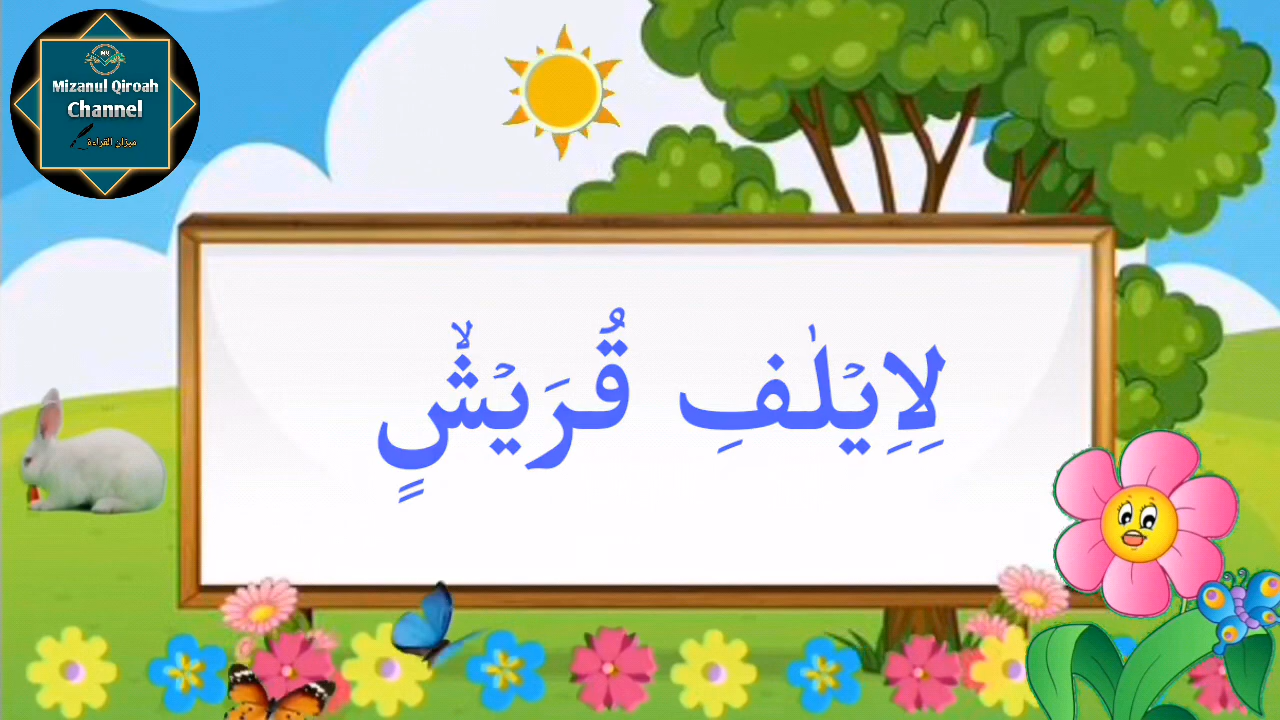 Mizanul Qiroah
Channel
ميزان القراءة
لِاِيۡلٰفِ قُرَيۡشٍۙ